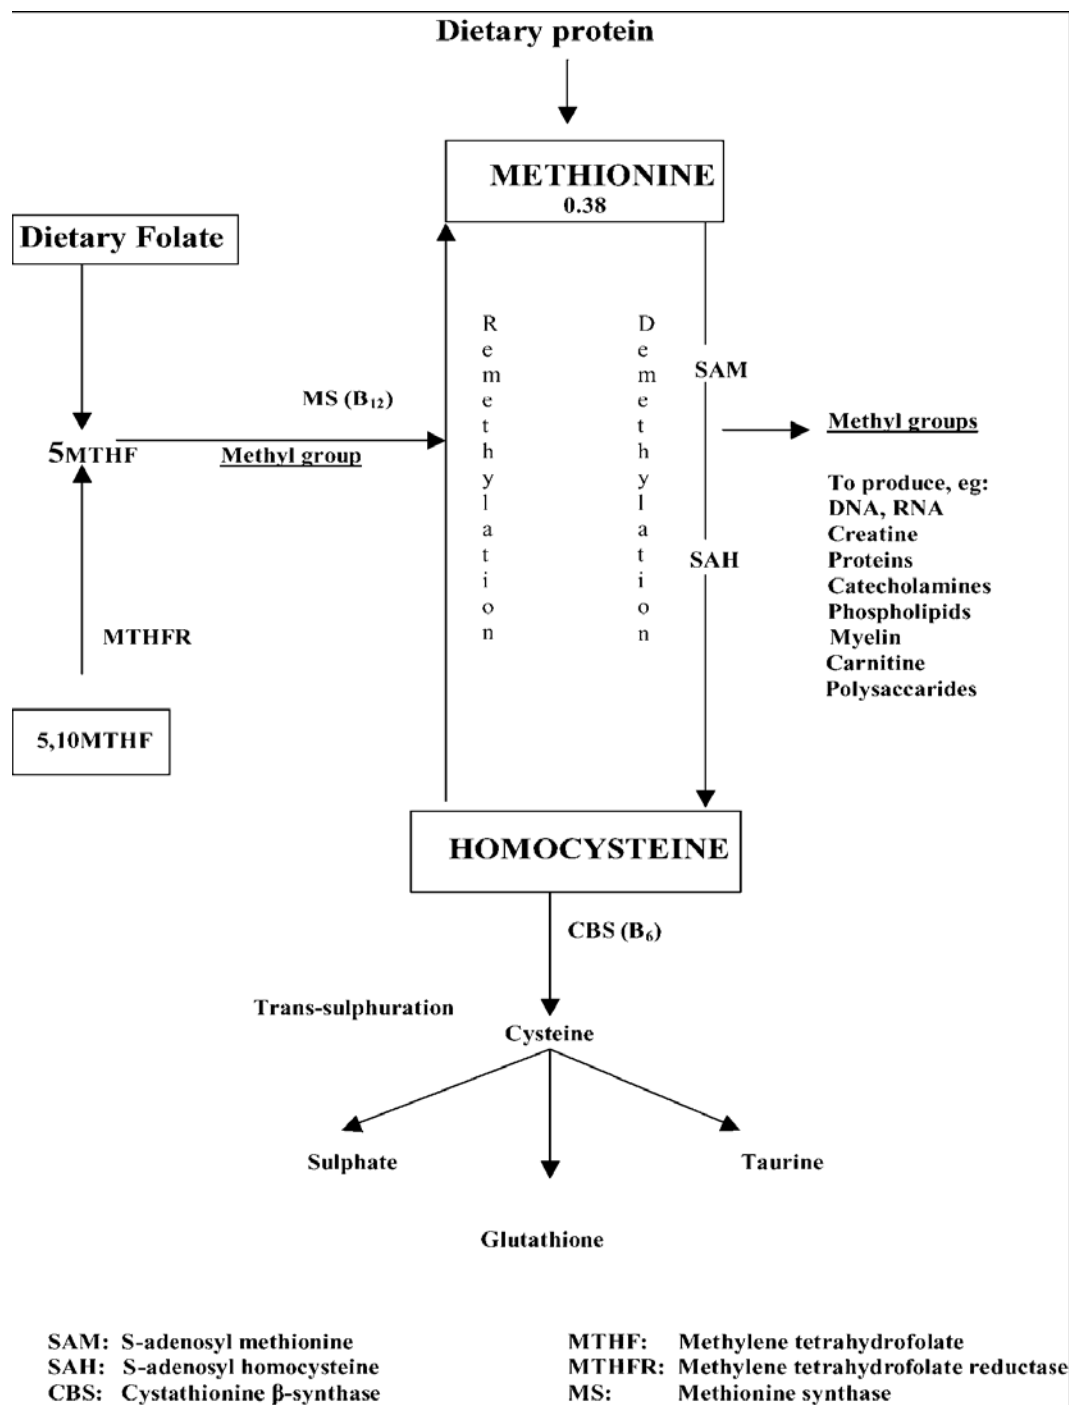 Dietary protein
METHIONINE
0.38
Dietary Folate
Remethylation
Demethylation
SAM
MS (B₁₂)
Methyl groups
5MTHF
Methyl group
To produce, eg:
DNA, RNA
Creatine
Proteins
Catecholamines
Phospholipids
Myelin
Carnitine
Polysaccarides
SAH
MTHFR
5,10MTHF
HOMOCYSTEINE
CBS (B₆)
Trans-sulphuration
Cysteine
Sulphate
Taurine
Glutathione
SAM: S-adenosyl methionine
SAH: S-adenosyl homocysteine
CBS: Cystathionine β-synthase
MTHF: Methylene tetrahydrofolate
MTHFR: Methylene tetrahydrofolate reductase
MS: Methionine synthase